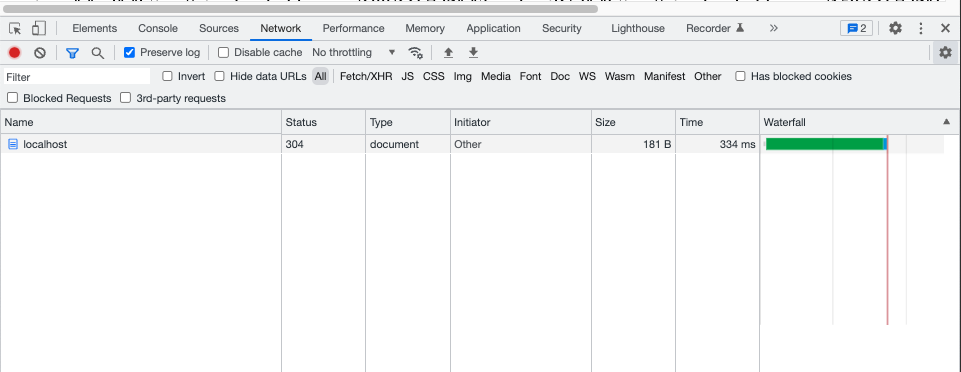 Elements Console Sources Network Performance Memory Application Security Lighthouse Recorder » 2
Preserve log Disable cache No throttling
Filter Invert Hide data URLs All Fetch/XHR JS CSS Img Media Font Doc WS Wasm Manifest Other Has blocked cookies
Blocked Requests 3rd-party requests
Name Status Type Initiator Size Time Waterfall
localhost 304 document Other 181 B 334 ms